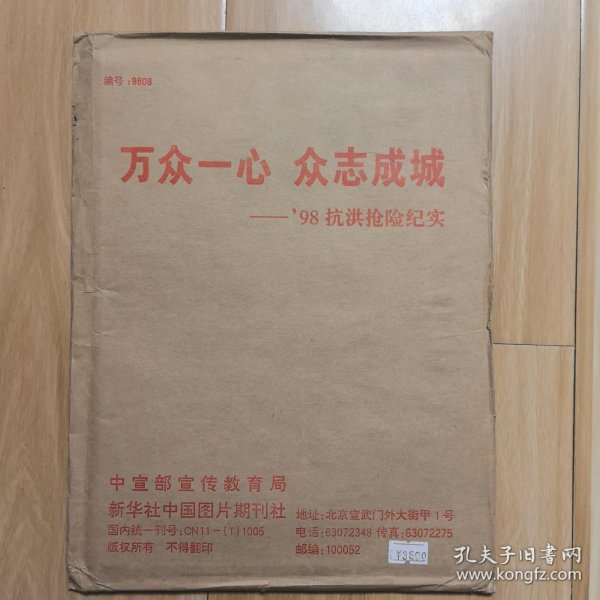 编号:9808
万众一心 众志成城
——'98抗洪抢险纪实
中宣部宣传教育局
新华社中国图片期刊社
国内统一刊号:CN11-(T)1005
版权所有 不得翻印
地址:北京宣武门外大街甲1号
电话:63072348 传真:63072275
邮编:100052
孔夫子旧书网
www.kongfz.com